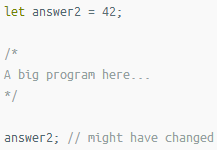 let answer2 = 42;
/*
A big program here...
*/
answer2; // might have changed